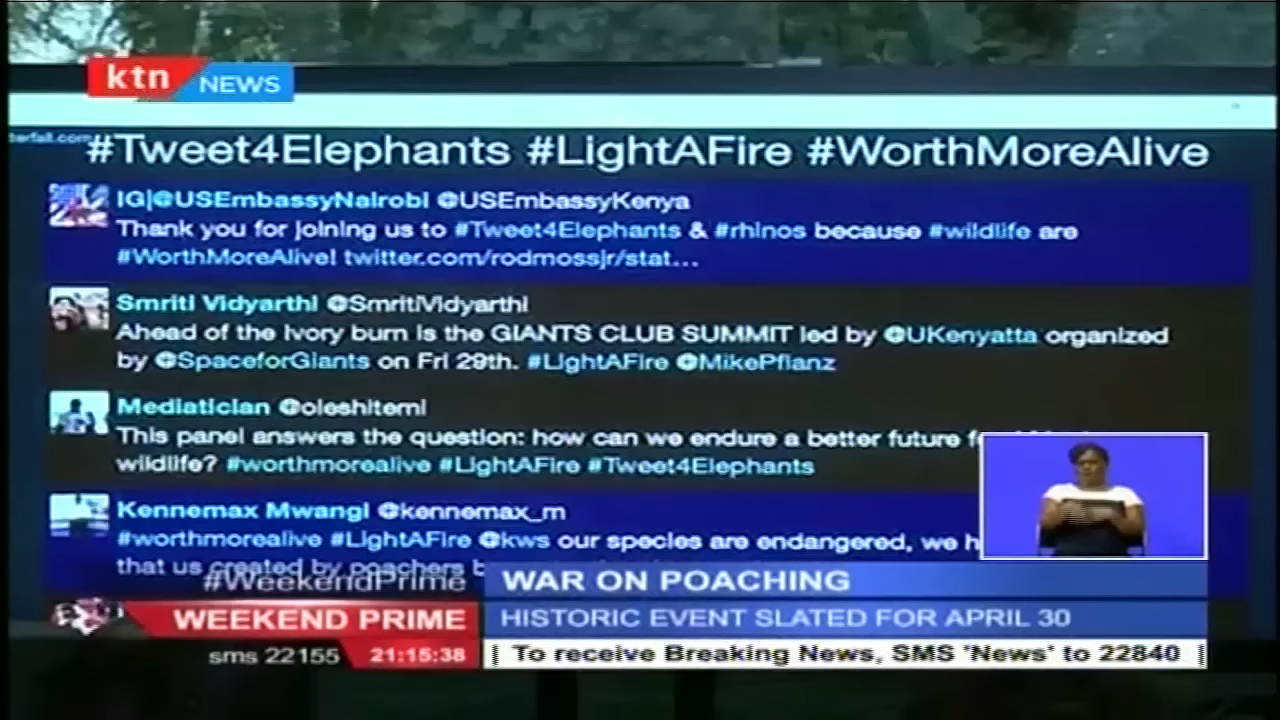 ktn NEWS
terfall.com
#Tweet4Elephants #LightAFire #WorthMoreAlive
IG|@USEmbassyNairobi @USEmbassyKenya
Thank you for joining us to #Tweet4Elephants & #rhinos because #wildlife are
#WorthMoreAlive! twitter.com/rodmossjr/stat...
Smriti Vidyarthi @SmritiVidyarthi
Ahead of the ivory burn is the GIANTS CLUB SUMMIT led by @UKenyatta organized
by @SpaceforGiants on Fri 29th. #LightAFire @MikePflanz
Mediatician @oleshitemi
This panel answers the question: how can we endure a better future
wildlife? #worthmorealive #LightAFire #Tweet4Elephants
Kennemax Mwangi @kennemax_m
#worthmorealive #LightAFire @kws our species are endangered, we
that us created by poachers
#WeekendPrime
WAR ON POACHING
WEEKEND PRIME
HISTORIC EVENT SLATED FOR APRIL 30
sms 22155
21:15:38
| To receive Breaking News, SMS 'News' to 22840 |